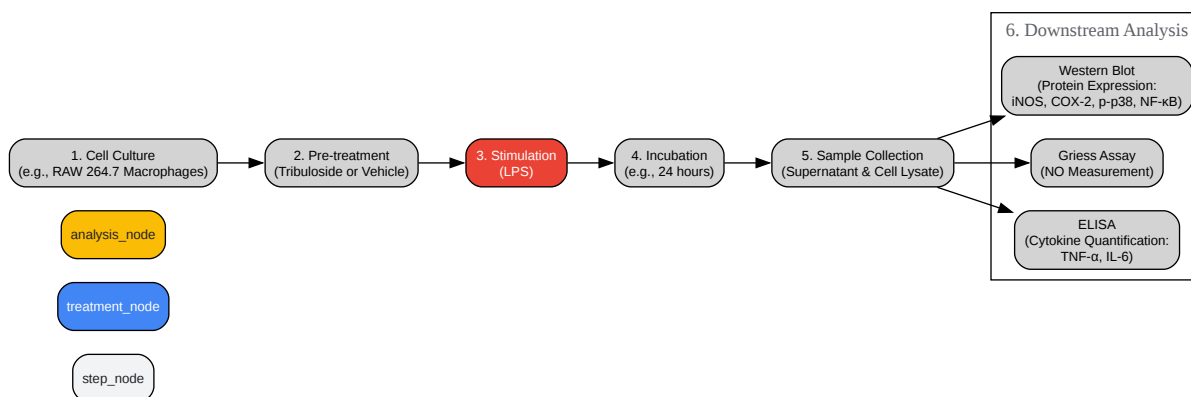 6. Downstream Analysis
Western Blot
(Protein Expression:
iNOS, COX-2, p-p38, NF-κB)
1. Cell Culture
(e.g., RAW 264.7 Macrophages)
2. Pre-treatment
(Tribuloside or Vehicle)
3. Stimulation
(LPS)
4. Incubation
(e.g., 24 hours)
5. Sample Collection
(Supernatant & Cell Lysate)
Griess Assay
(NO Measurement)
ELISA
(Cytokine Quantification:
TNF-α, IL-6)
analysis_node
treatment_node
step_node